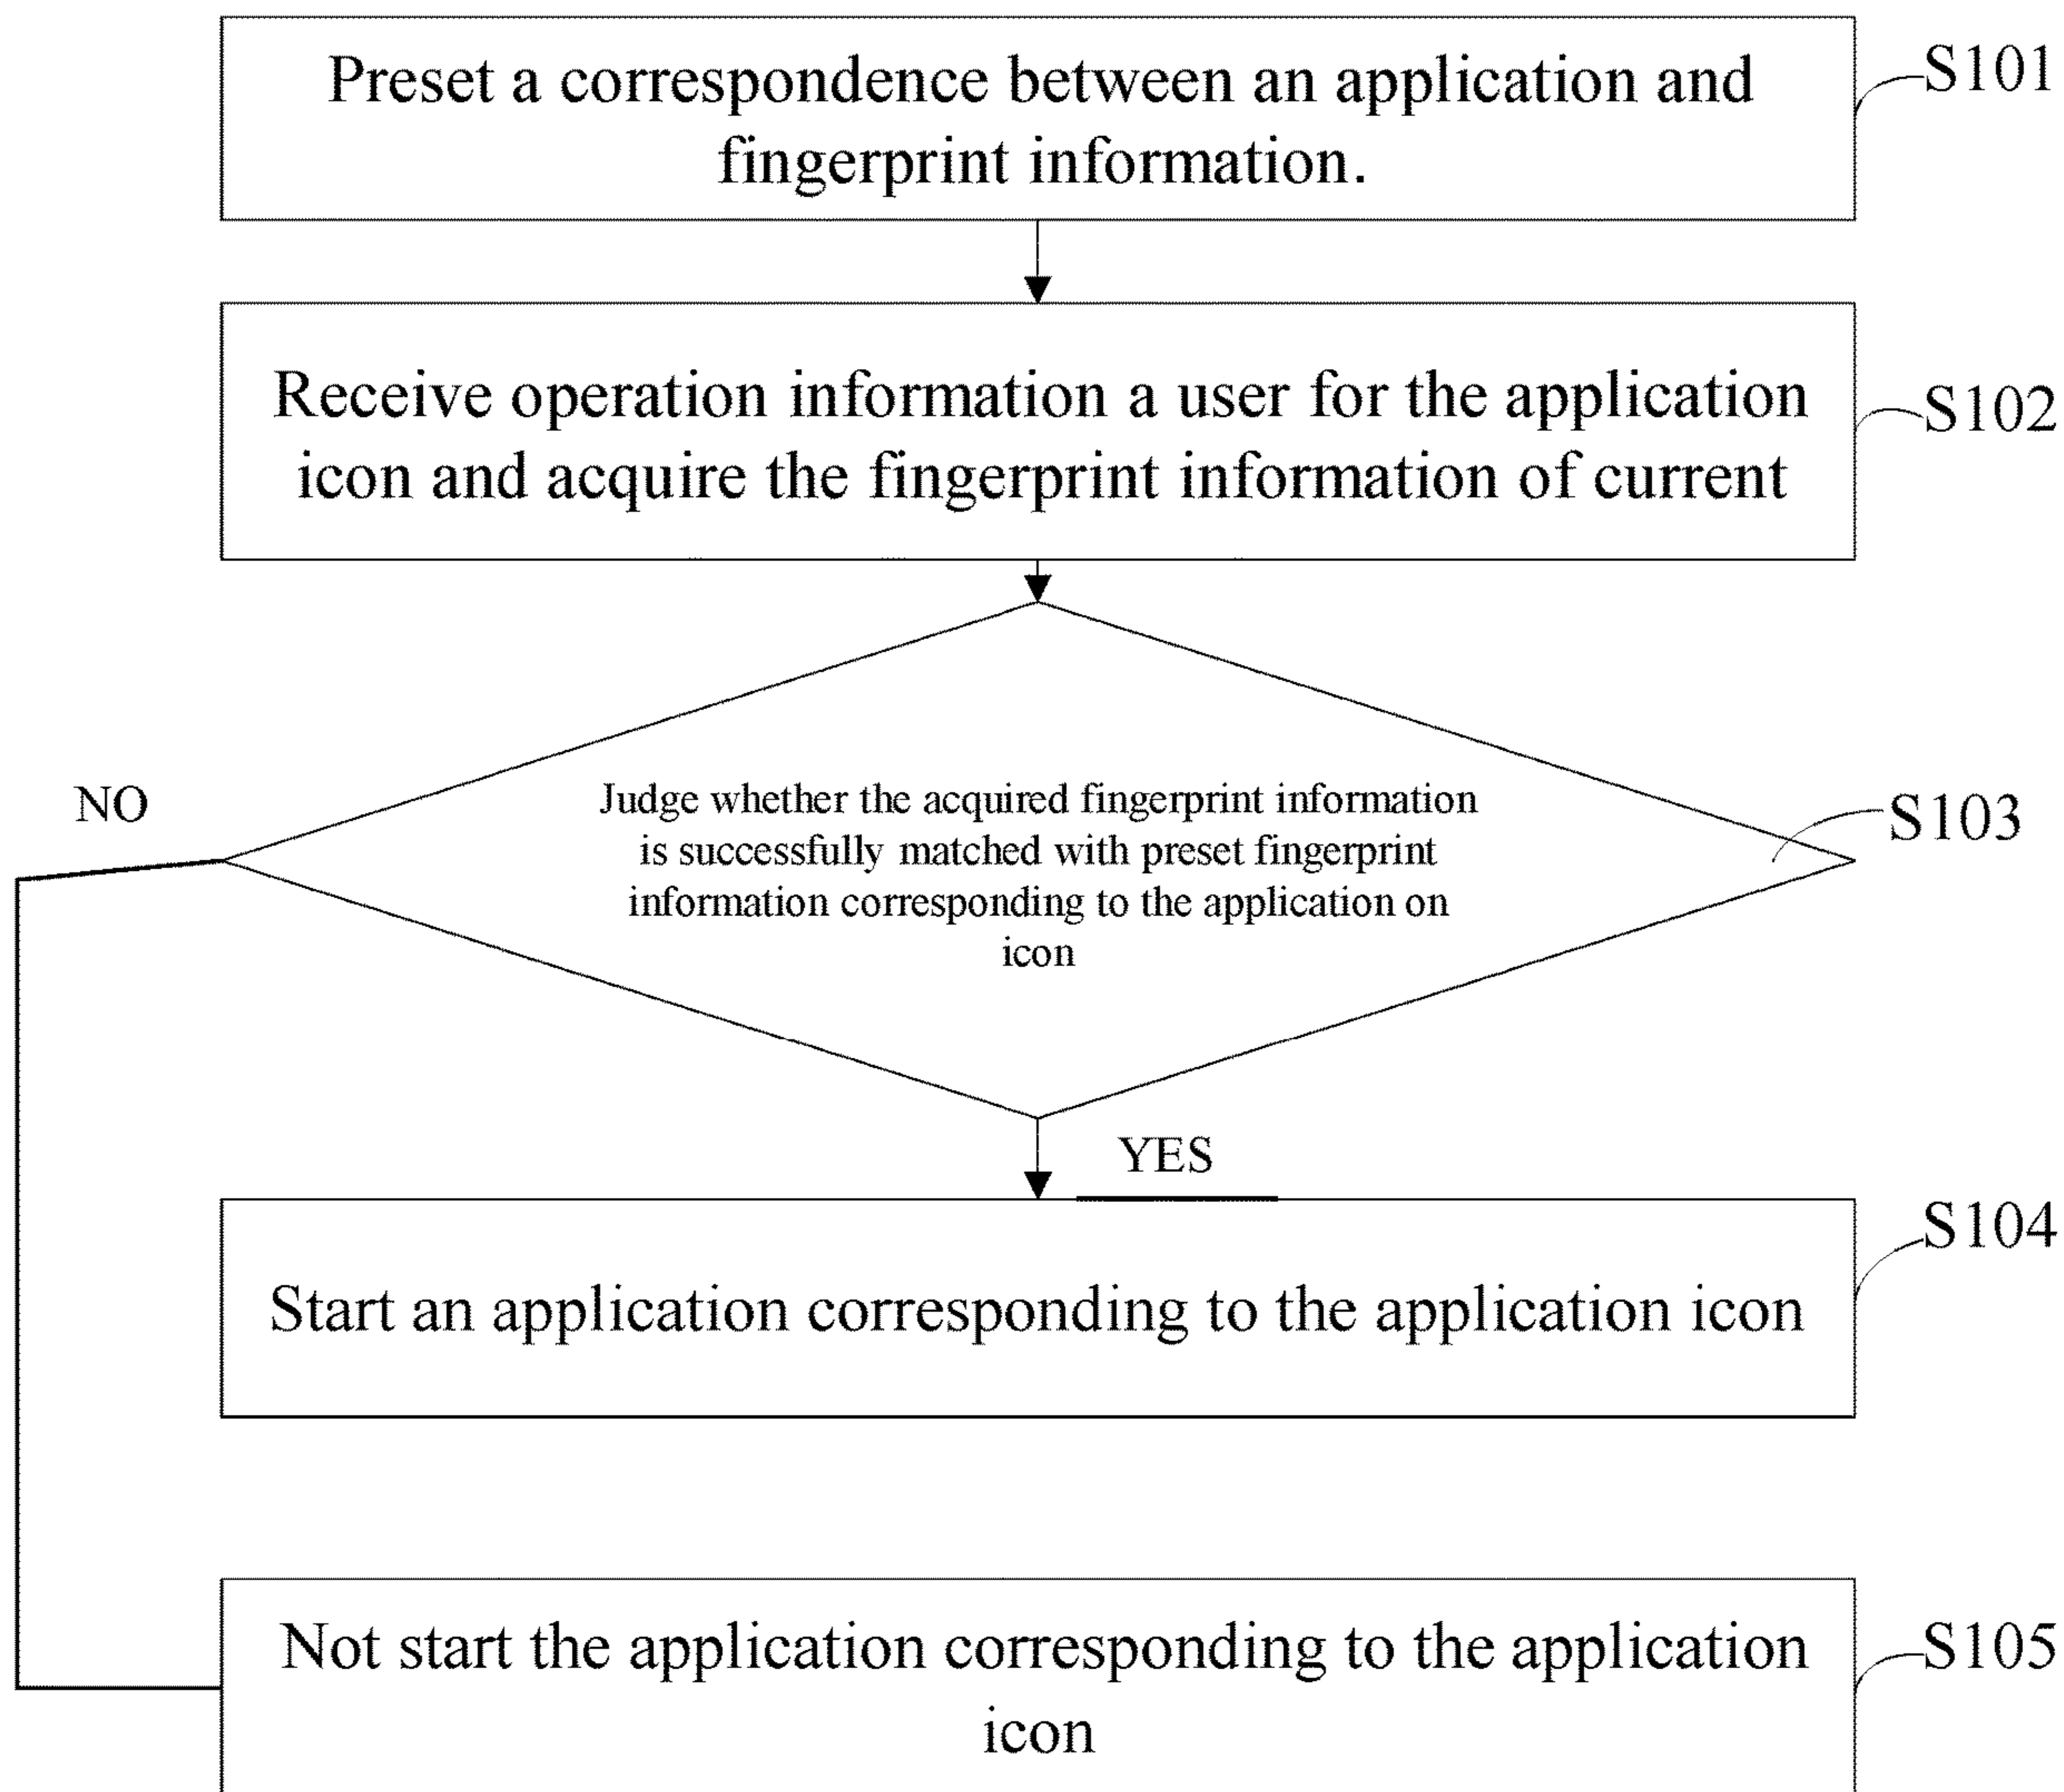 Preset a correspondence between an application and
fingerprint information.
S101
Receive operation information a user for the application
icon and acquire the fingerprint information of current
S102
Judge whether the acquired fingerprint information
is successfully matched with preset fingerprint
information corresponding to the application on
icon
S103
NO
YES
Start an application corresponding to the application icon
S104
Not start the application corresponding to the application
icon
S105